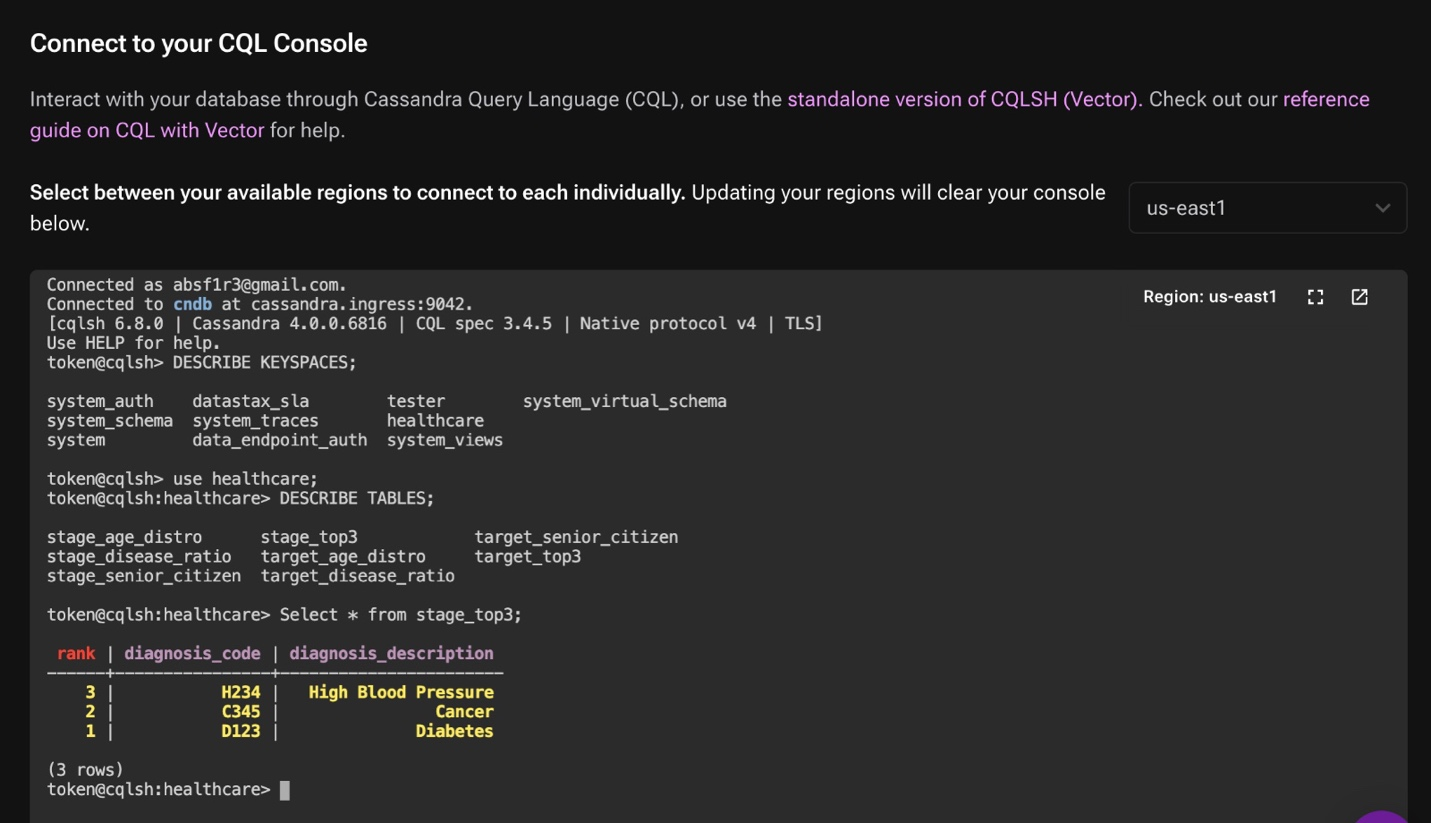 Connect to your CQL Console
Interact with your database through Cassandra Query Language (CQL), or use the standalone version of CQLSH (Vector). Check out our reference
guide on CQL with Vector for help.
Select between your available regions to connect to each individually. Updating your regions will clear your console
below.
us-east1
Region: us-east1
Connected as absf1r3@gmail.com.
Connected to cndb at cassandra.ingress:9042.
[cqlsh 6.8.0 | Cassandra 4.0.0.6816 | CQL spec 3.4.5 | Native protocol v4 | TLS]
Use HELP for help.
token@cqlsh> DESCRIBE KEYSPACES;
system_auth    datastax_sla        tester        system_virtual_schema
system_schema  system_traces       healthcare
system         data_endpoint_auth  system_views
token@cqlsh> use healthcare;
token@cqlsh:healthcare> DESCRIBE TABLES;
stage_age_distro      stage_top3            target_senior_citizen
stage_disease_ratio   target_age_distro     target_top3
stage_senior_citizen  target_disease_ratio
token@cqlsh:healthcare> Select * from stage_top3;
rank | diagnosis_code | diagnosis_description
------+----------------+-----------------------
3 | H234 | High Blood Pressure
2 | C345 | Cancer
1 | D123 | Diabetes
(3 rows)
token@cqlsh:healthcare>